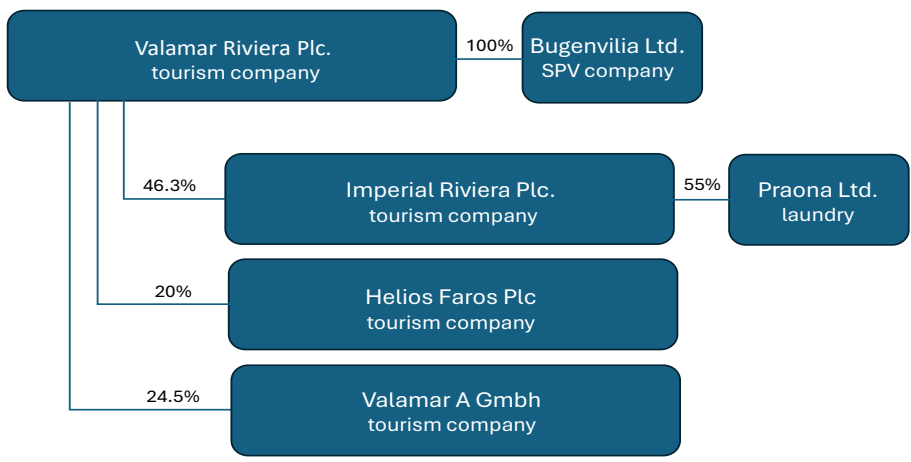 Valamar Riviera Plc.
tourism company
100%
Bugenvilia Ltd.
SPV company
46.3%
Imperial Riviera Plc.
tourism company
55%
Praona Ltd.
laundry
20%
Helios Faros Plc
tourism company
24.5%
Valamar A Gmbh
tourism company